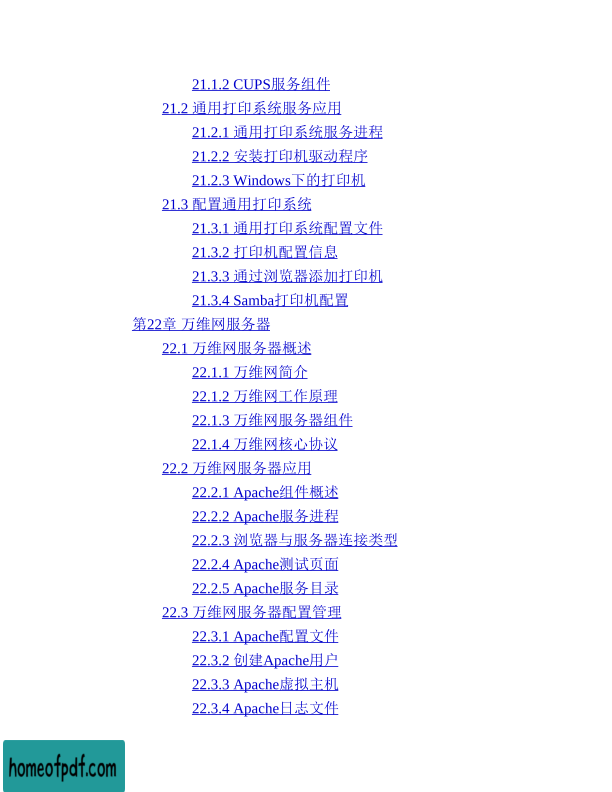 21.1.2 CUPS服务组件
21.2 通用打印系统服务应用
21.2.1 通用打印系统服务进程
21.2.2 安装打印机驱动程序
21.2.3 Windows下的打印机
21.3 配置通用打印系统
21.3.1 通用打印系统配置文件
21.3.2 打印机配置信息
21.3.3 通过浏览器添加打印机
21.3.4 Samba打印机配置
第22章 万维网服务器
22.1 万维网服务器概述
22.1.1 万维网简介
22.1.2 万维网工作原理
22.1.3 万维网服务器组件
22.1.4 万维网核心协议
22.2 万维网服务器应用
22.2.1 Apache组件概述
22.2.2 Apache服务进程
22.2.3 浏览器与服务器连接类型
22.2.4 Apache测试页面
22.2.5 Apache服务目录
22.3 万维网服务器配置管理
22.3.1 Apache配置文件
22.3.2 创建Apache用户
22.3.3 Apache虚拟主机
22.3.4 Apache日志文件
homeofpdf.com